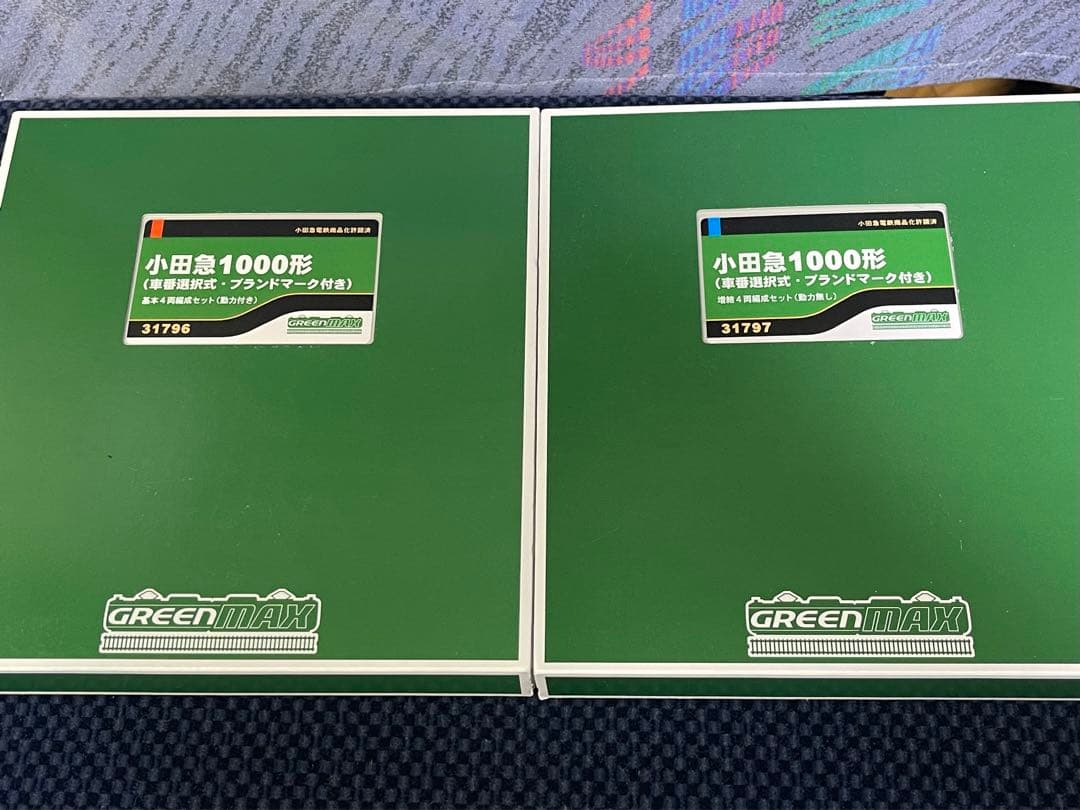 小田急電鉄商品化許諾済
小田急1000形
(車番選択式・ブランドマーク付き)
基本4両編成セット(動力付き)
31796
GREENMAX
GREENMAX
小田急電鉄商品化許諾済
小田急1000形
(車番選択式・ブランドマーク付き)
増結4両編成セット(動力無し)
31797
GREENMAX
GREENMAX